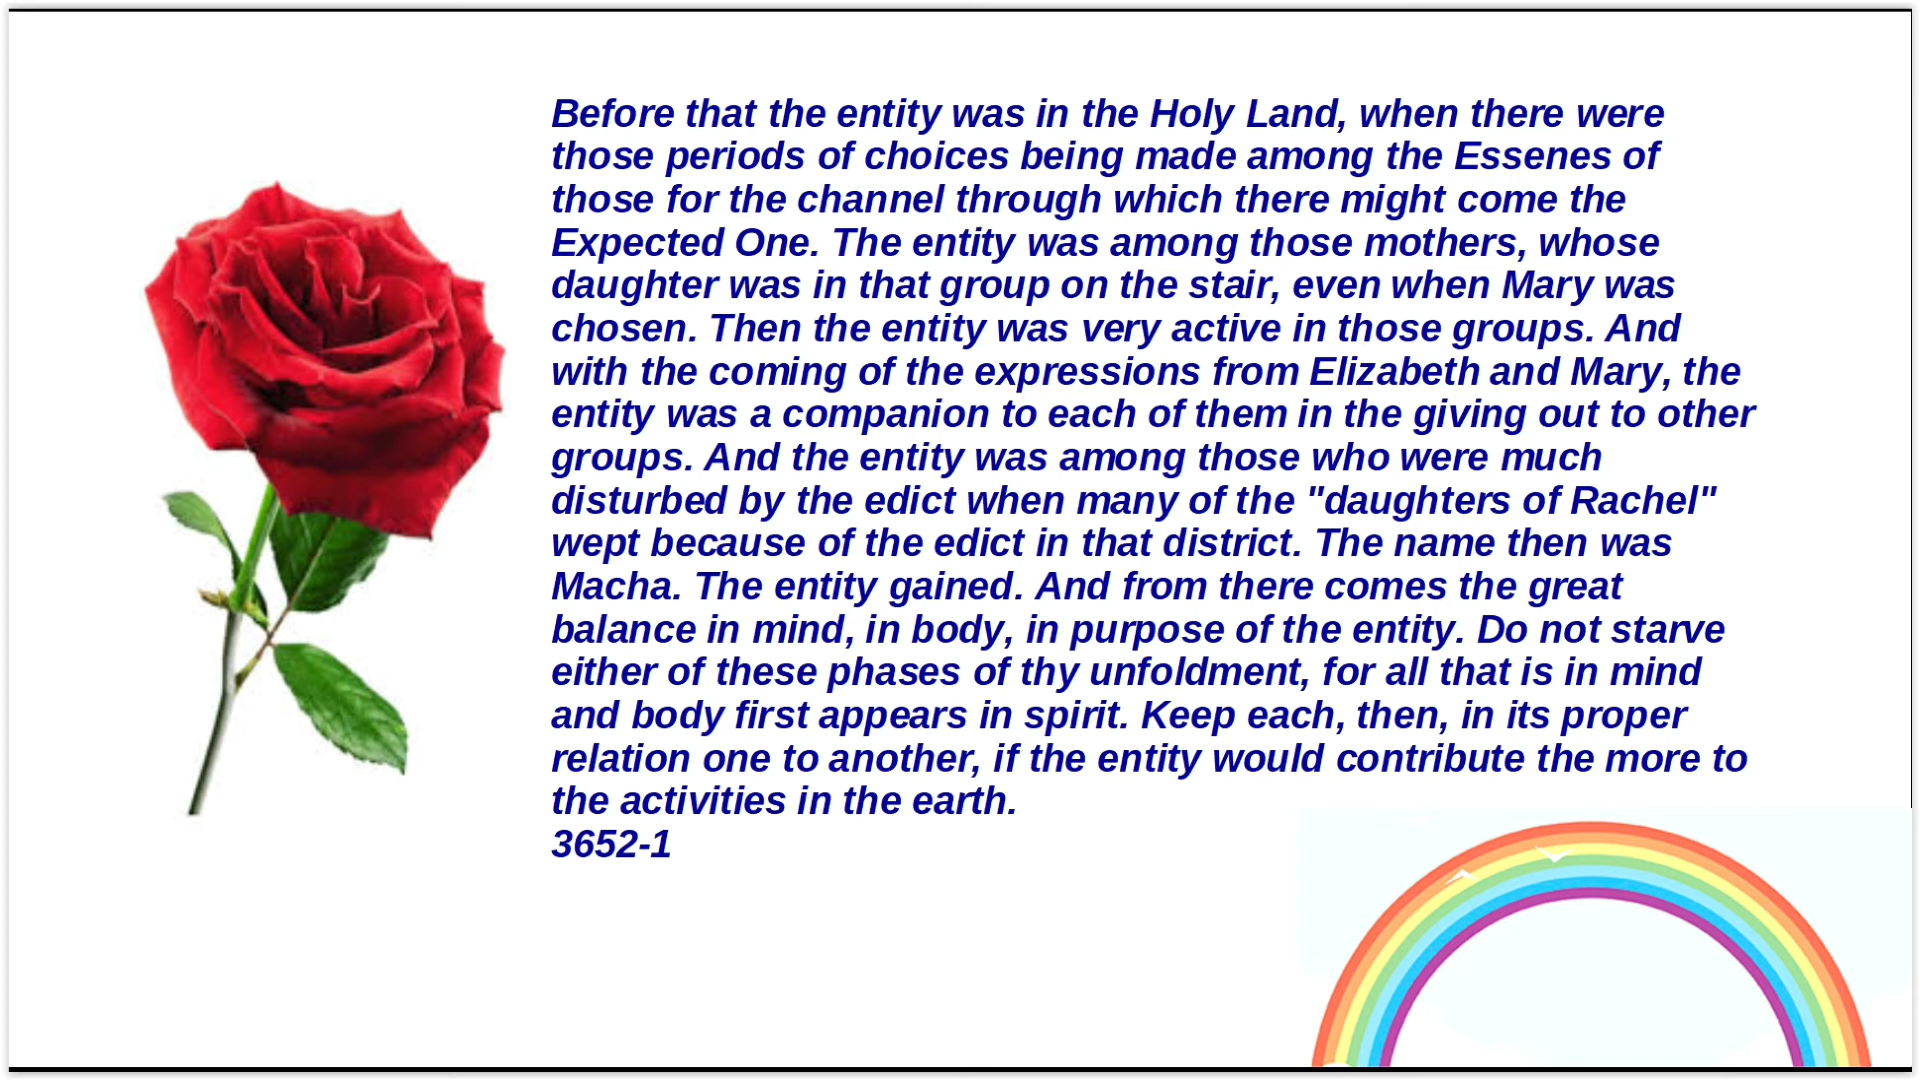 Before that the entity was in the Holy Land, when there were
those periods of choices being made among the Essenes of
those for the channel through which there might come the
Expected One. The entity was among those mothers, whose
daughter was in that group on the stair, even when Mary was
chosen. Then the entity was very active in those groups. And
with the coming of the expressions from Elizabeth and Mary, the
entity was a companion to each of them in the giving out to other
groups. And the entity was among those who were much
disturbed by the edict when many of the "daughters of Rachel"
wept because of the edict in that district. The name then was
Macha. The entity gained. And from there comes the great
balance in mind, in body, in purpose of the entity. Do not starve
either of these phases of thy unfoldment, for all that is in mind
and body first appears in spirit. Keep each, then, in its proper
relation one to another, if the entity would contribute the more to
the activities in the earth.
3652-1